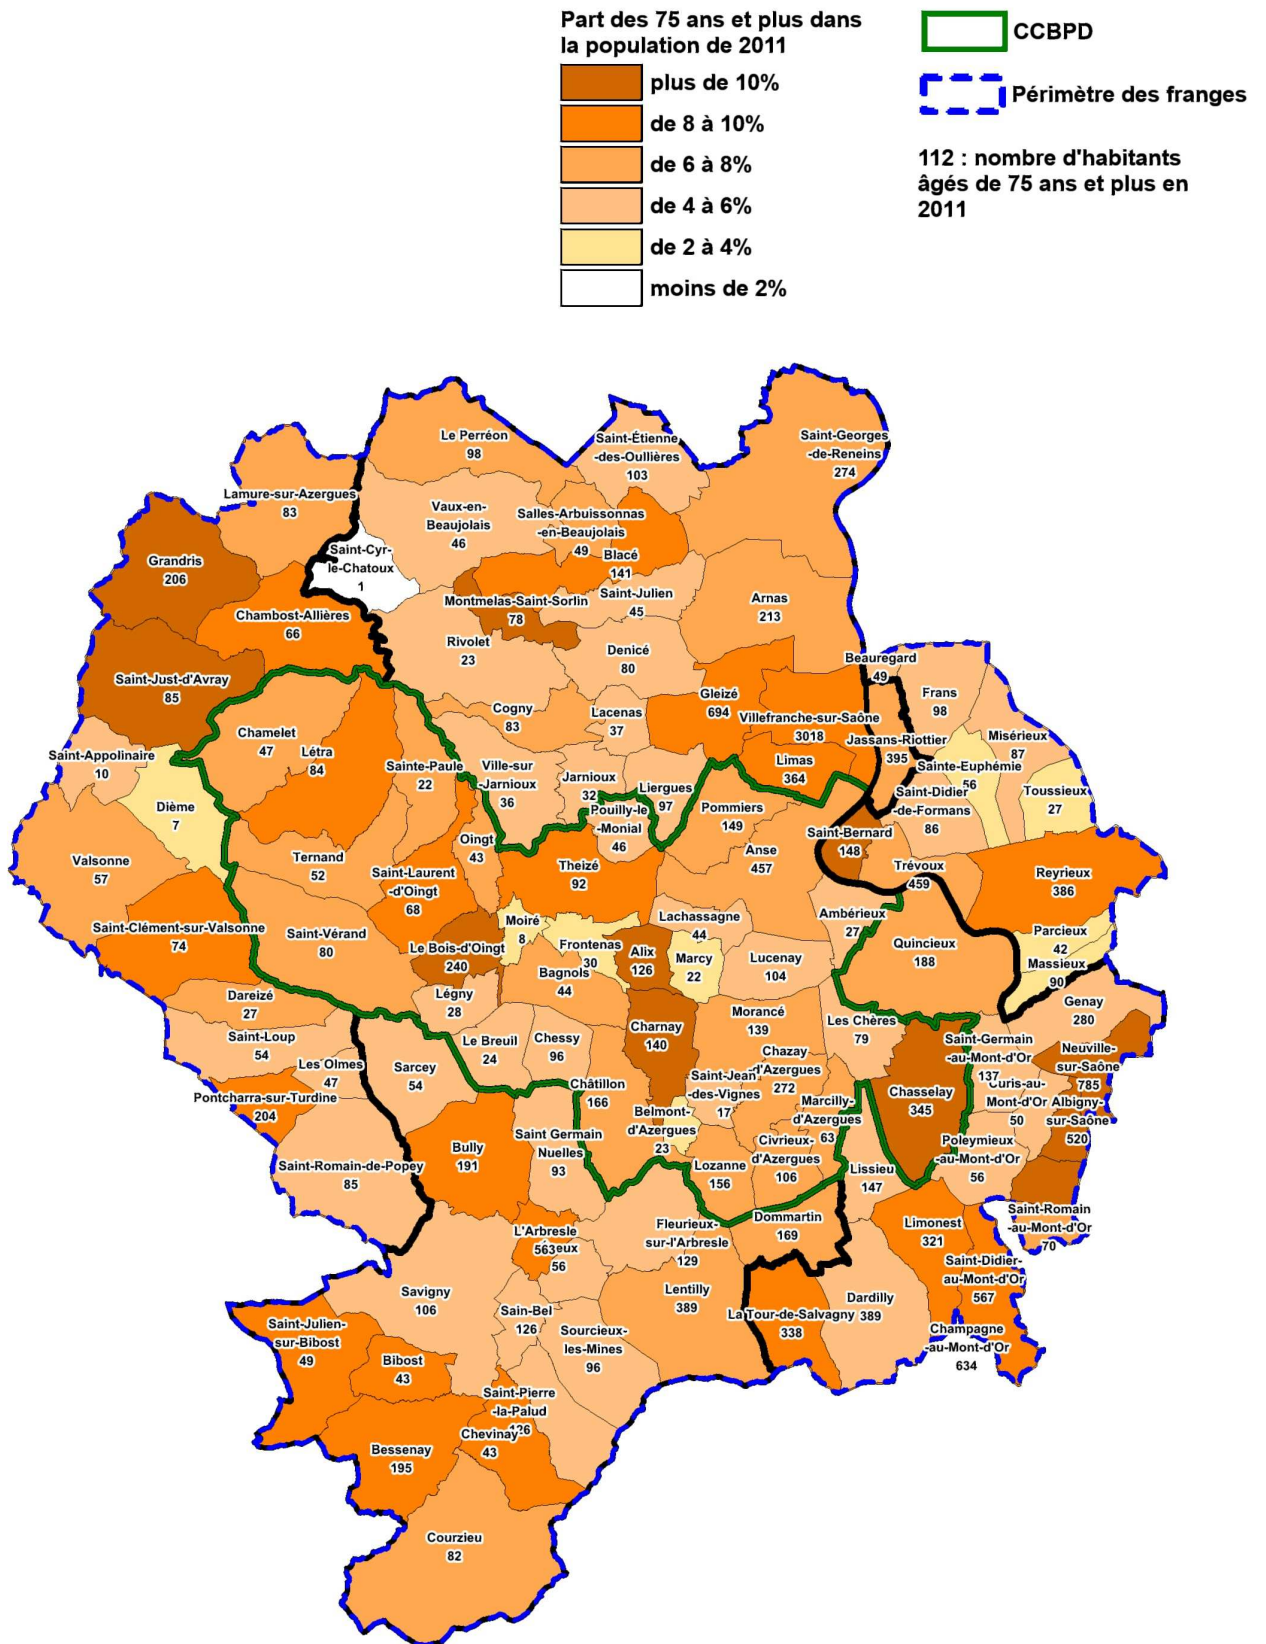 Part des 75 ans et plus dans
la population de 2011
plus de 10%
de 8 à 10%
de 6 à 8%
de 4 à 6%
de 2 à 4%
moins de 2%
CCBPD
Périmètre des franges
112 : nombre d'habitants
âgés de 75 ans et plus en
2011
Le Perréon
98
Saint-Étienne
-des-Oullières
103
Saint-Georges
-de-Reneins
274
Lamure-sur-Azergues
83
Vaux-en-
Beaujolais
46
Salles-Arbuissonnas
-en-Beaujolais
49
Blacé
141
Grandris
206
Saint-Cyr-
le-Chatoux
1
Chambost-Allières
66
Montmelas-Saint-Sorlin
78
Saint-Julien
45
Arnas
213
Rivolet
23
Denicé
80
Beauregard
49
Saint-Just-d'Avray
85
Frans
98
Gleizé
694
Cogny
83
Lacenas
37
Villefranche-sur-Saône
3018
Chamelet
47
Létra
84
Jassans-Riottier
395
Misérieux
87
Saint-Appolinaire
10
Sainte-Paule
22
Ville-sur
-Jarnioux
36
Jarnioux
32
Liergues
97
Limas
364
Sainte-Euphémie
56
Toussieux
27
Saint-Didier
-de-Formans
86
Dième
7
Pouilly-le
-Monial
46
Pommiers
149
Saint-Bernard
148
Valsonne
57
Ternand
52
Oingt
43
Theizé
92
Anse
457
Trévoux
459
Reyrieux
386
Saint-Laurent
-d'Oingt
68
Saint-Clément-sur-Valsonne
74
Saint-Vérand
80
Moiré
8
Lachassagne
44
Ambérieux
27
Parcieux
42
Le Bois-d'Oingt
240
Frontenas
30
Alix
126
Marcy
22
Lucenay
104
Quincieux
188
Massieux
90
Bagnols
44
Dareizé
27
Légny
28
Genay
280
Saint-Loup
54
Le Breuil
24
Chessy
96
Charnay
140
Morancé
139
Les Chères
79
Saint-Germain
-au-Mont-d'Or
137
Neuville-
sur-Saône
785
Les Olmes
47
Sarcey
54
Chazay
d'Azergues
272
Pontcharra-sur-Turdine
204
Châtillon
166
Saint-Jean
-des-Vignes
17
Marcilly-
d'Azergues
63
Chasselay
345
Curis-au-
Mont-d'Or
50
Albigny-
sur-Saône
520
Belmont-
d'Azergues
23
Bully
191
Saint Germain
Nuelles
93
Civrieux-
d'Azergues
106
Poleymieux
-au-Mont-d'Or
56
Saint-Romain-de-Popey
85
Lozanne
156
Lissieu
147
Saint-Romain
-au-Mont-d'Or
70
L'Arbresle
563
eux
56
Fleurieux-
sur-l'Arbresle
129
Dommartin
169
Limonest
321
Saint-Didier-
au-Mont-d'Or
567
Savigny
106
Lentilly
389
Dardilly
389
Sain-Bel
126
La Tour-de-Salvagny
338
Saint-Julien-
sur-Bibost
49
Sourcieux-
les-Mines
96
Champagne
-au-Mont-d'Or
634
Bibost
43
Saint-Pierre
-la-Palud
Chevinay
43
Bessenay
195
Courzieu
82